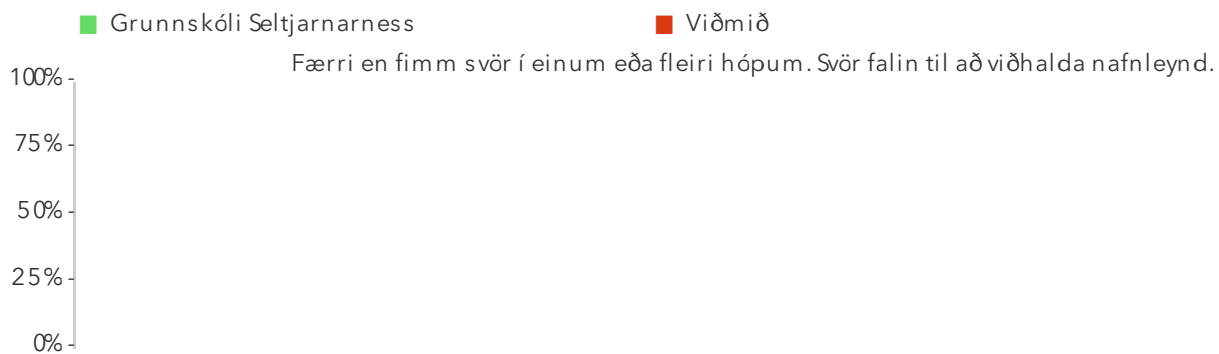 Grunnskóli Seltjarnarness
Viðmið
Færri en fimm svör í einum eða fleiri hópum. Svör falin til að viðhalda nafnleynd.
100%
75%
50%
25%
0%